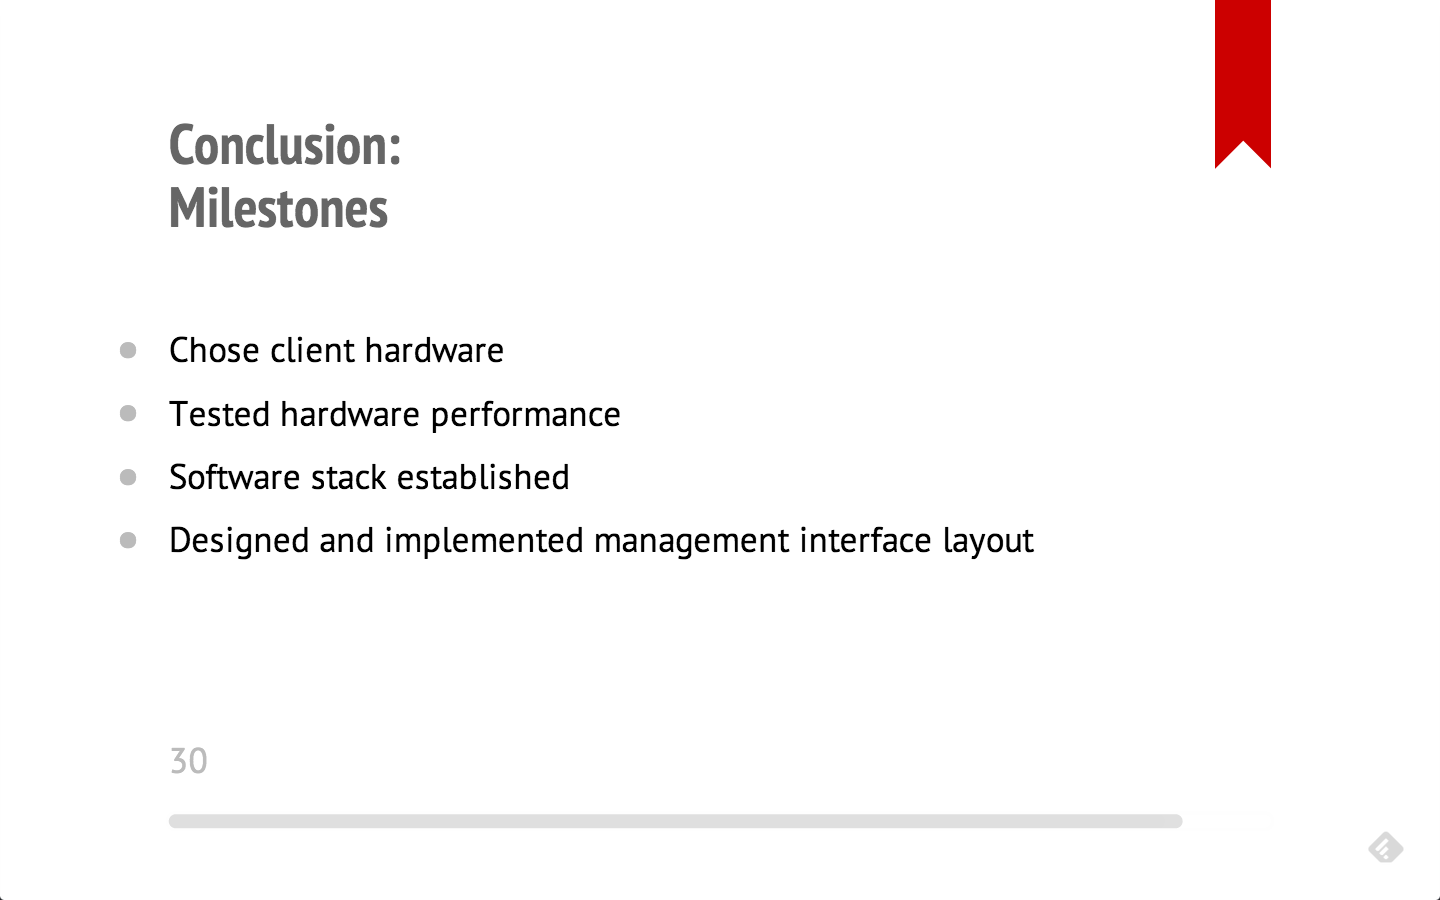 Conclusion:
Milestones
Chose client hardware
Tested hardware performance
Software stack established
Designed and implemented management interface layout
30